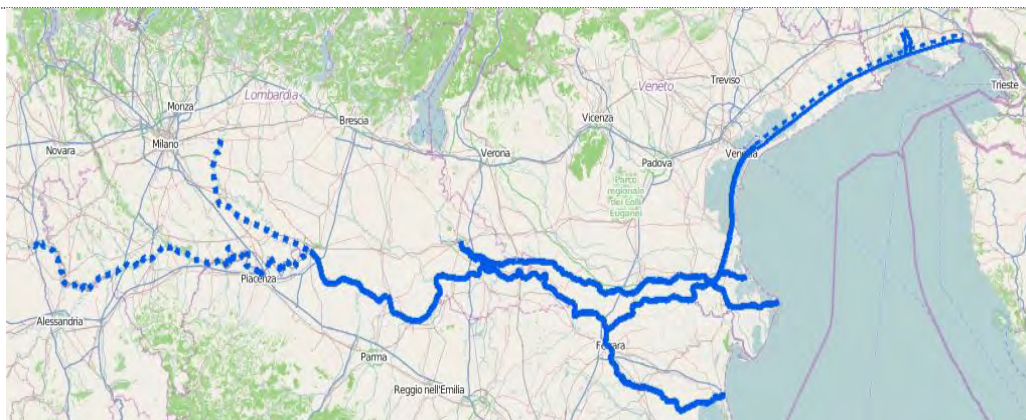 Monza
Lombardia
Milano
Novara
Brescia
Verona
Vicenza
Treviso
Veneto
Padova
Venezia
Trieste
Parco
regionale
dei Colli
Euganei
Piacenza
Alessandria
Parma
Reggio nell'Emilia
Ferrara